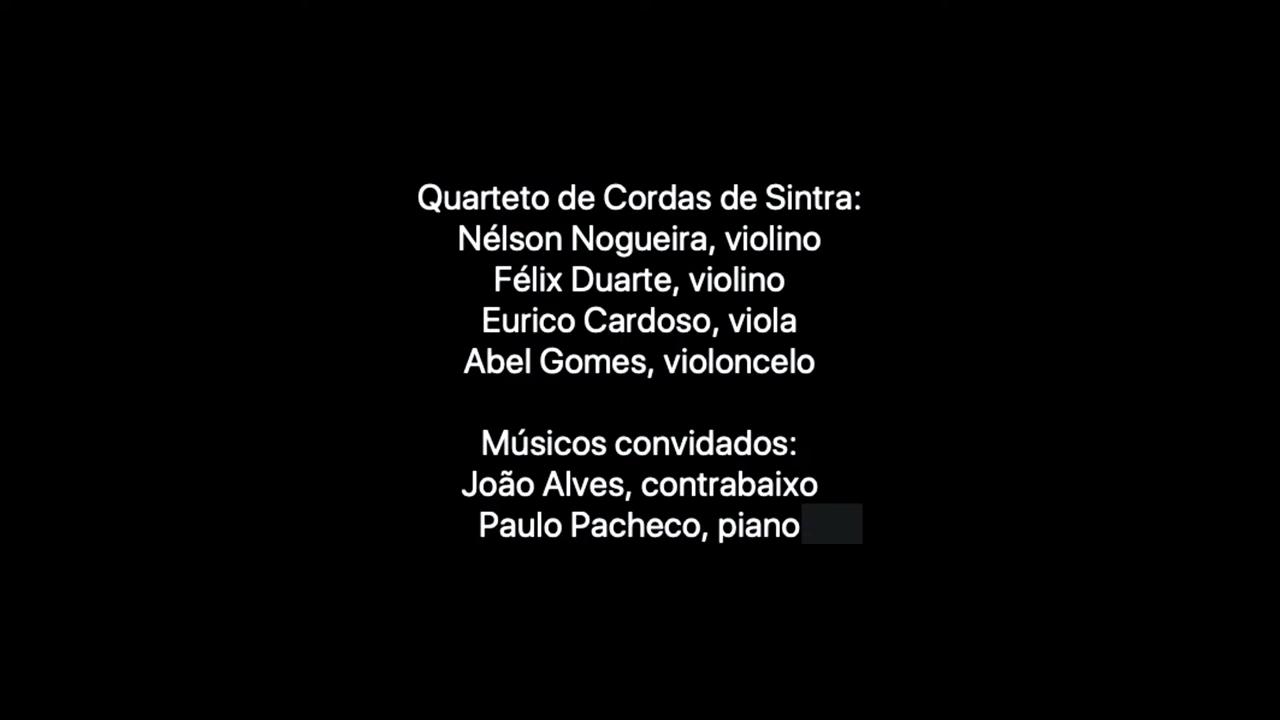 Quarteto de Cordas de Sintra:
Nélson Nogueira, violino
Félix Duarte, violino
Eurico Cardoso, viola
Abel Gomes, violoncelo
Músicos convidados:
João Alves, contrabaixo
Paulo Pacheco, piano